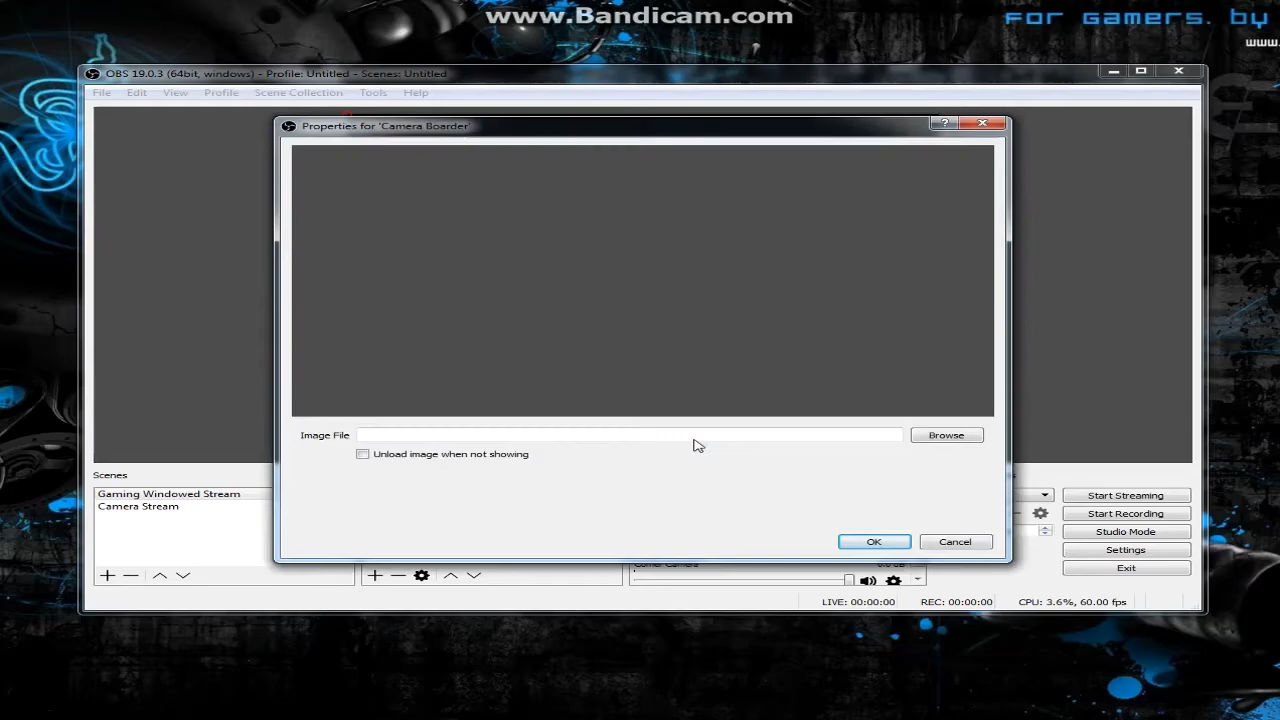 www.Bandicam.com
For Gamers. by
www.
OBS 19.0.3 (64bit, windows) - Profile: Untitled - Scenes: Untitled
File Edit View Profile Scene Collection Tools Help
Properties for 'Camera Boarder'
?
Image File
Browse
Unload image when not showing
OK
Cancel
Scenes
Gaming Windowed Stream
Camera Stream
Start Streaming
Start Recording
Studio Mode
Settings
Exit
LIVE: 00:00:00
REC: 00:00:00
CPU: 3.6%, 60.00 fps